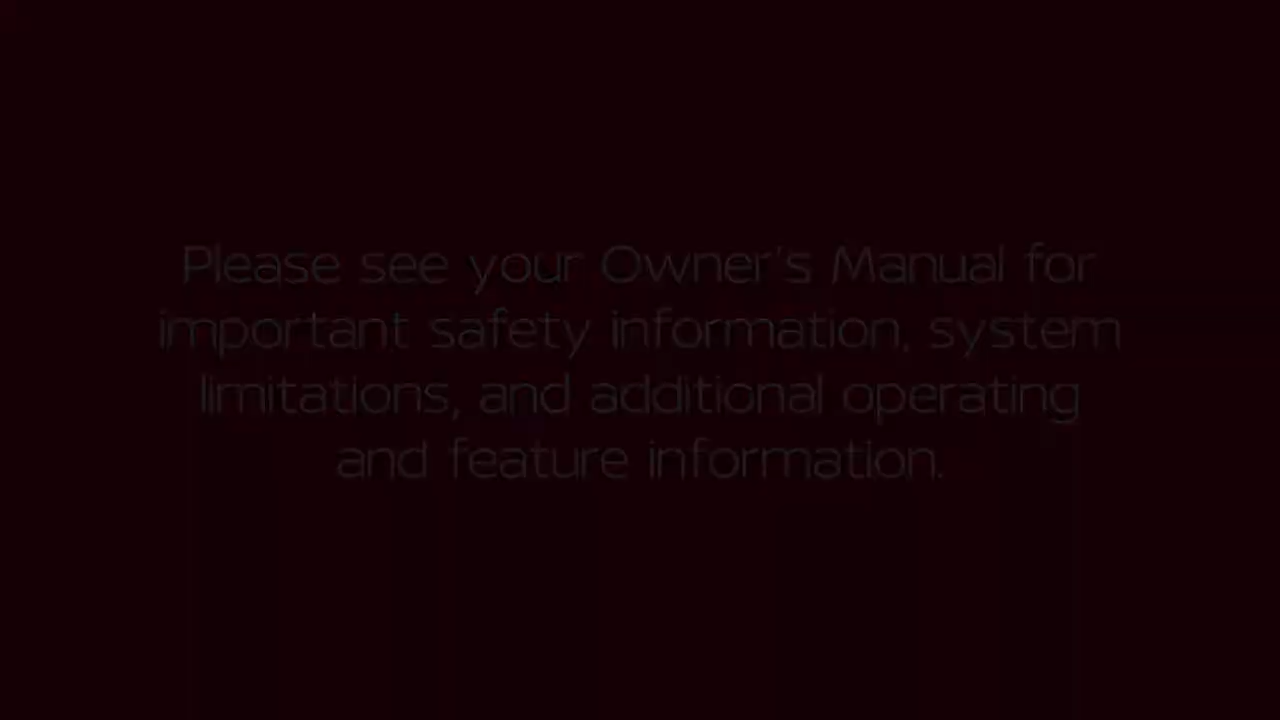 Please see your Owner's Manual for
important safety information, system
limitations, and additional operating
and feature information.